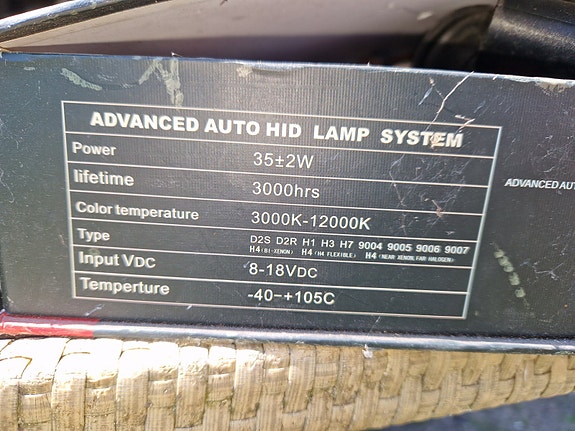 ADVANCED AUTO HID LAMP SYSTEM
Power 35±2W
lifetime 3000hrs
Color temperature 3000K-12000K
Type D2S D2R H1 H3 H7 9004 9005 9006 9007
H4 (BI-XENON) H4 (H4 FLEXIBLE) H4 (NEAR XENON, FAR HALOGEN)
Input VDC 8-18VDC
Temperture -40~+105C
ADVANCED AUT